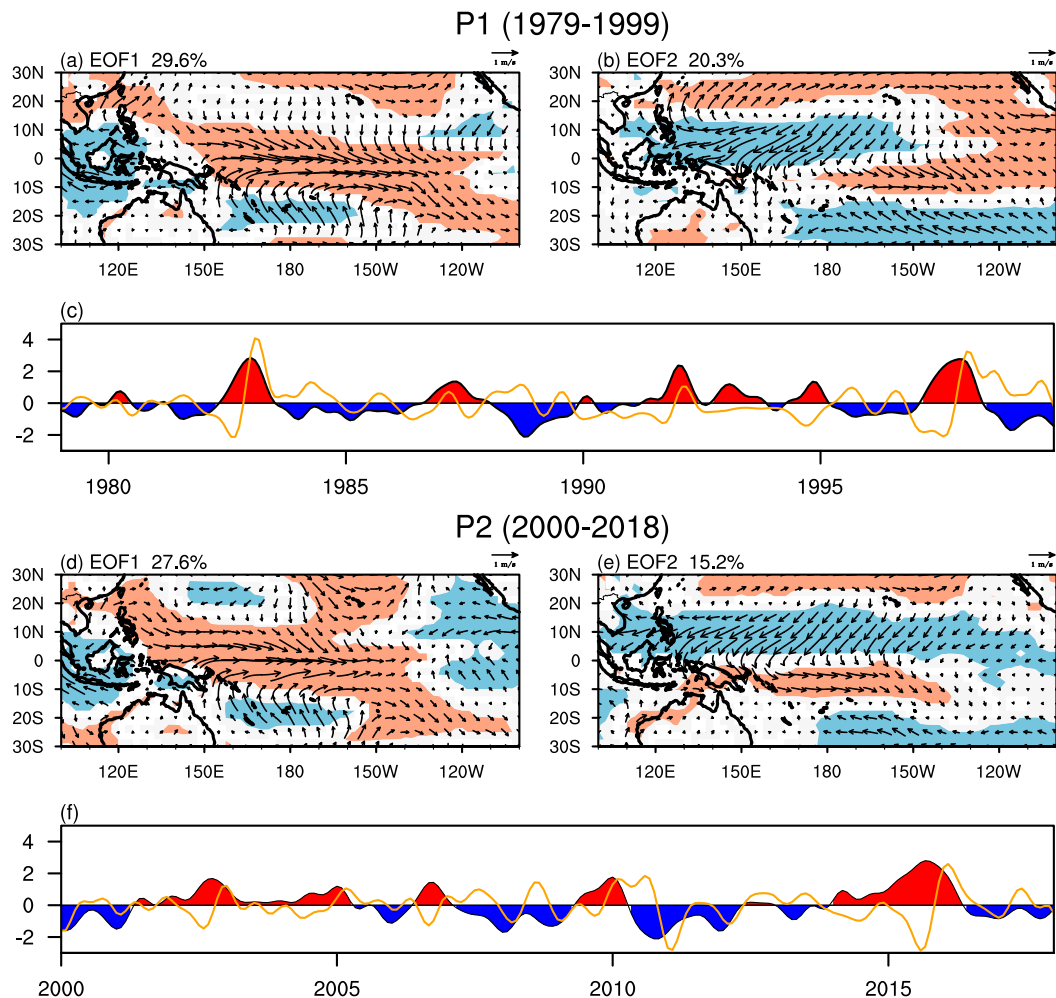 P1 (1979-1999)
(a) EOF1 29.6%
1 m/s
(b) EOF2 20.3%
1 m/s
30N
20N
10N
0
10S
20S
30S
120E 150E 180 150W 120W
30N
20N
10N
0
10S
20S
30S
120E 150E 180 150W 120W
(c)
4
2
0
-2
1980 1985 1990 1995
P2 (2000-2018)
(d) EOF1 27.6%
1 m/s
(e) EOF2 15.2%
1 m/s
30N
20N
10N
0
10S
20S
30S
120E 150E 180 150W 120W
30N
20N
10N
0
10S
20S
30S
120E 150E 180 150W 120W
(f)
4
2
0
-2
2000 2005 2010 2015